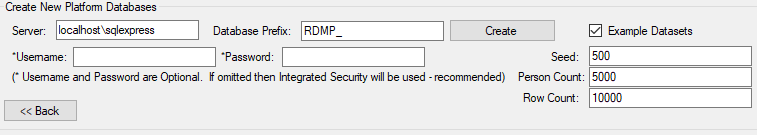 Create New Platform Databases
Server: localhost\sqlexpress Database Prefix: RDMP_ Create Example Datasets
*Username: *Password: Seed: 500
(* Username and Password are Optional. If omitted then Integrated Security will be used - recommended) Person Count: 5000
Row Count: 10000
<< Back